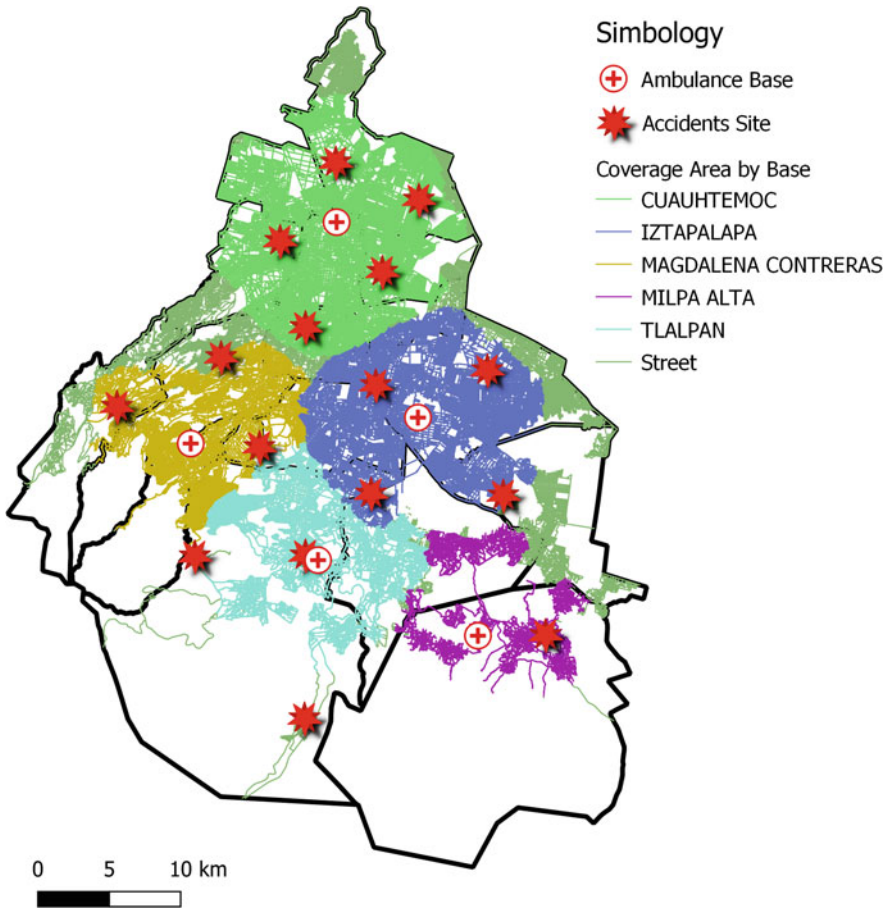 Simbology
Ambulance Base
Accidents Site
Coverage Area by Base
CUAUHTEMOC
IZTAPALAPA
MAGDALENA CONTRERAS
MILPA ALTA
TLALPAN
Street
0 5 10 km